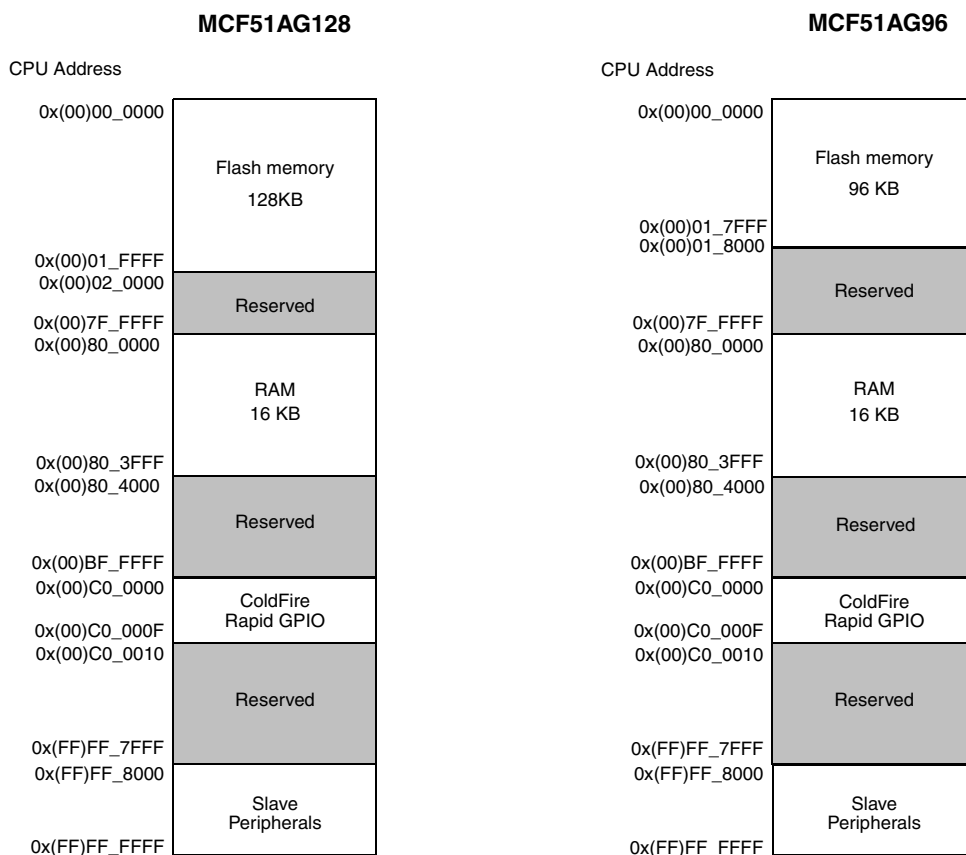 MCF51AG128
CPU Address
0x(00)00_0000
Flash memory
128KB
0x(00)01_FFFF
0x(00)02_0000
Reserved
0x(00)7F_FFFF
0x(00)80_0000
RAM
16 KB
0x(00)80_3FFF
0x(00)80_4000
Reserved
0x(00)BF_FFFF
0x(00)C0_0000
ColdFire
Rapid GPIO
0x(00)C0_000F
0x(00)C0_0010
Reserved
0x(FF)FF_7FFF
0x(FF)FF_8000
Slave
Peripherals
0x(FF)FF_FFFF
MCF51AG96
CPU Address
0x(00)00_0000
Flash memory
96 KB
0x(00)01_7FFF
0x(00)01_8000
Reserved
0x(00)7F_FFFF
0x(00)80_0000
RAM
16 KB
0x(00)80_3FFF
0x(00)80_4000
Reserved
0x(00)BF_FFFF
0x(00)C0_0000
ColdFire
Rapid GPIO
0x(00)C0_000F
0x(00)C0_0010
Reserved
0x(FF)FF_7FFF
0x(FF)FF_8000
Slave
Peripherals
0x(FF)FF_FFFF